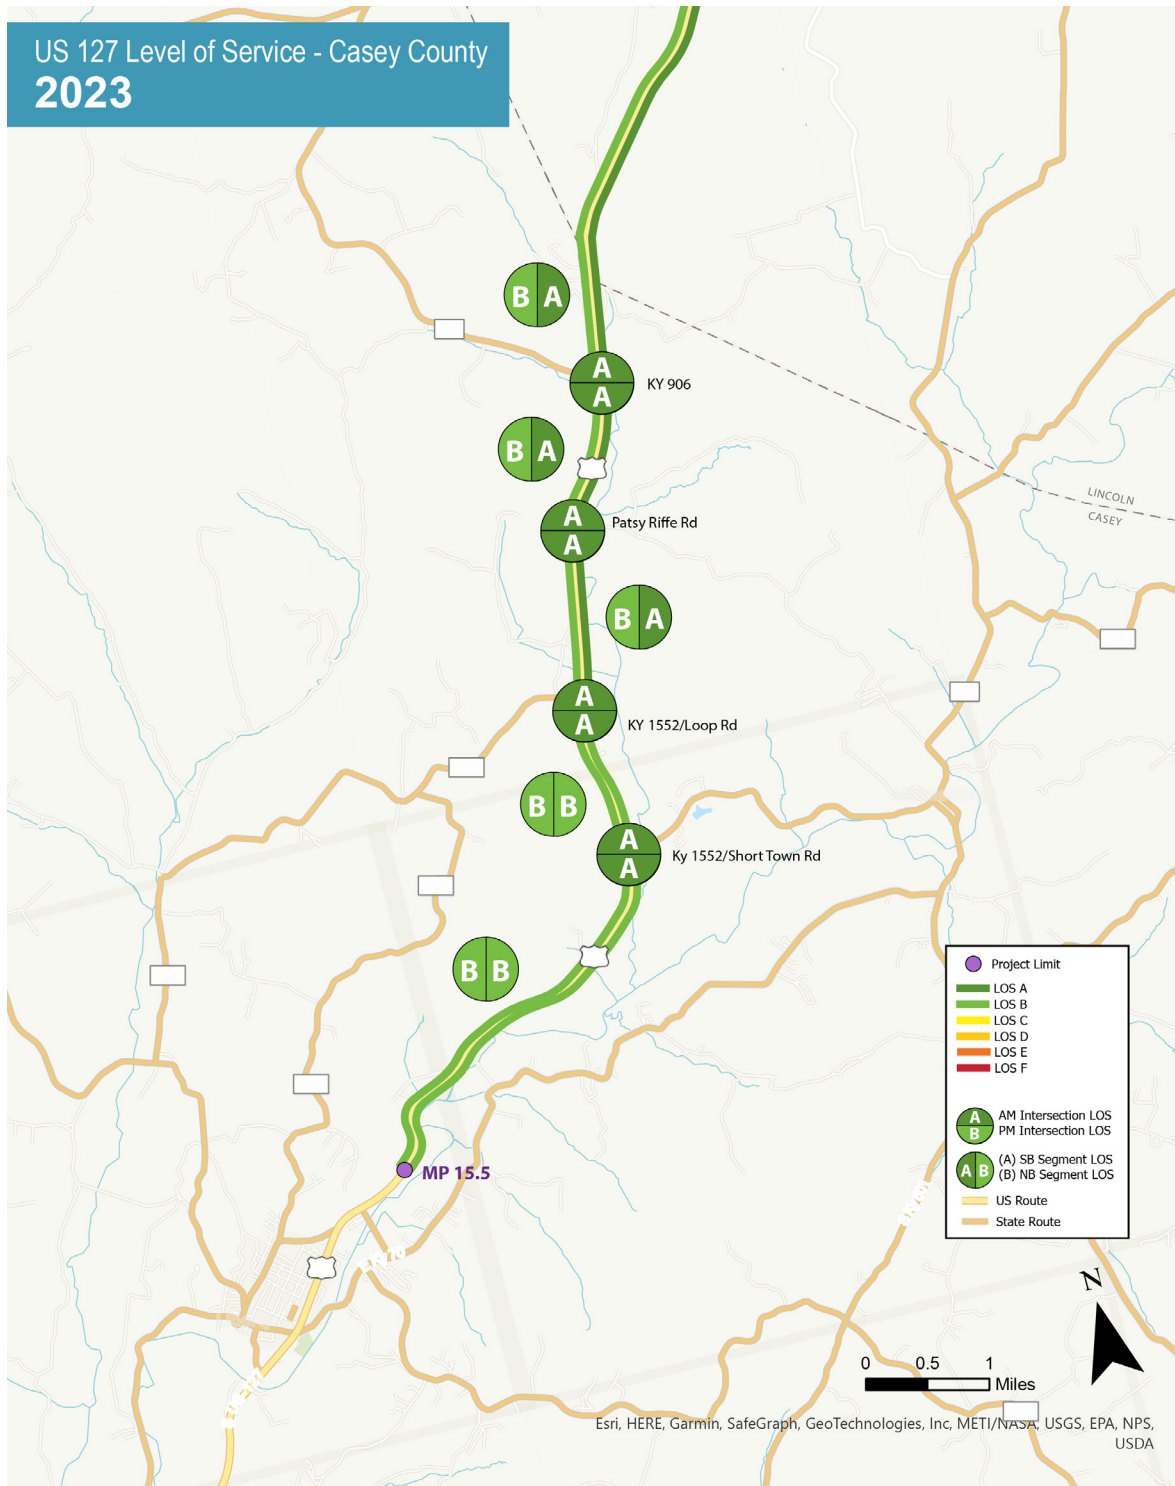 US 127 Level of Service - Casey County
2023
B A
A
A
KY 906
B A
A
A
Patsy Riffe Rd
LINCOLN
CASEY
B A
A
A
KY 1552/Loop Rd
B B
A
A
Ky 1552/Short Town Rd
B B
MP 15.5
Project Limit
LOS A
LOS B
LOS C
LOS D
LOS E
LOS F
A
B
AM Intersection LOS
PM Intersection LOS
A B
(A) SB Segment LOS
(B) NB Segment LOS
US Route
State Route
N
0 0.5 1
Miles
Esri, HERE, Garmin, SafeGraph, GeoTechnologies, Inc, METI/NASA, USGS, EPA, NPS,
USDA